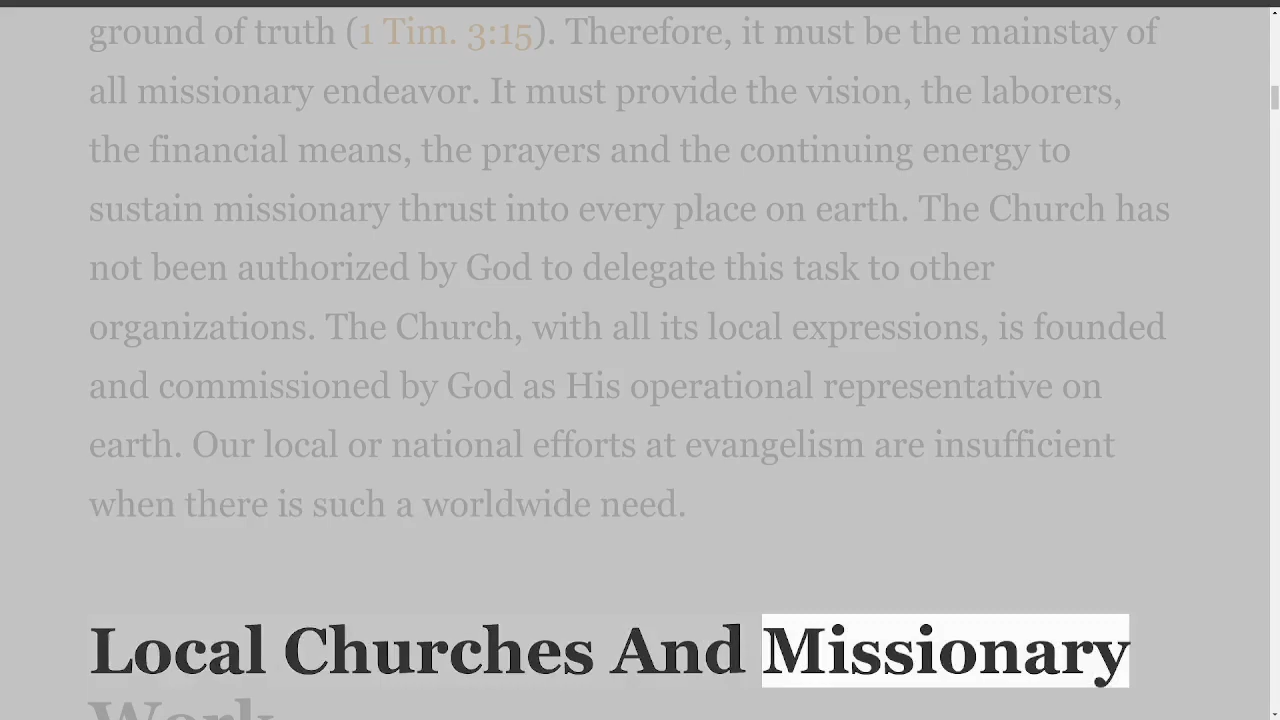 ground of truth (1 Tim. 3:15). Therefore, it must be the mainstay of
all missionary endeavor. It must provide the vision, the laborers,
the financial means, the prayers and the continuing energy to
sustain missionary thrust into every place on earth. The Church has
not been authorized by God to delegate this task to other
organizations. The Church, with all its local expressions, is founded
and commissioned by God as His operational representative on
earth. Our local or national efforts at evangelism are insufficient
when there is such a worldwide need.
Local Churches And Missionary
Work